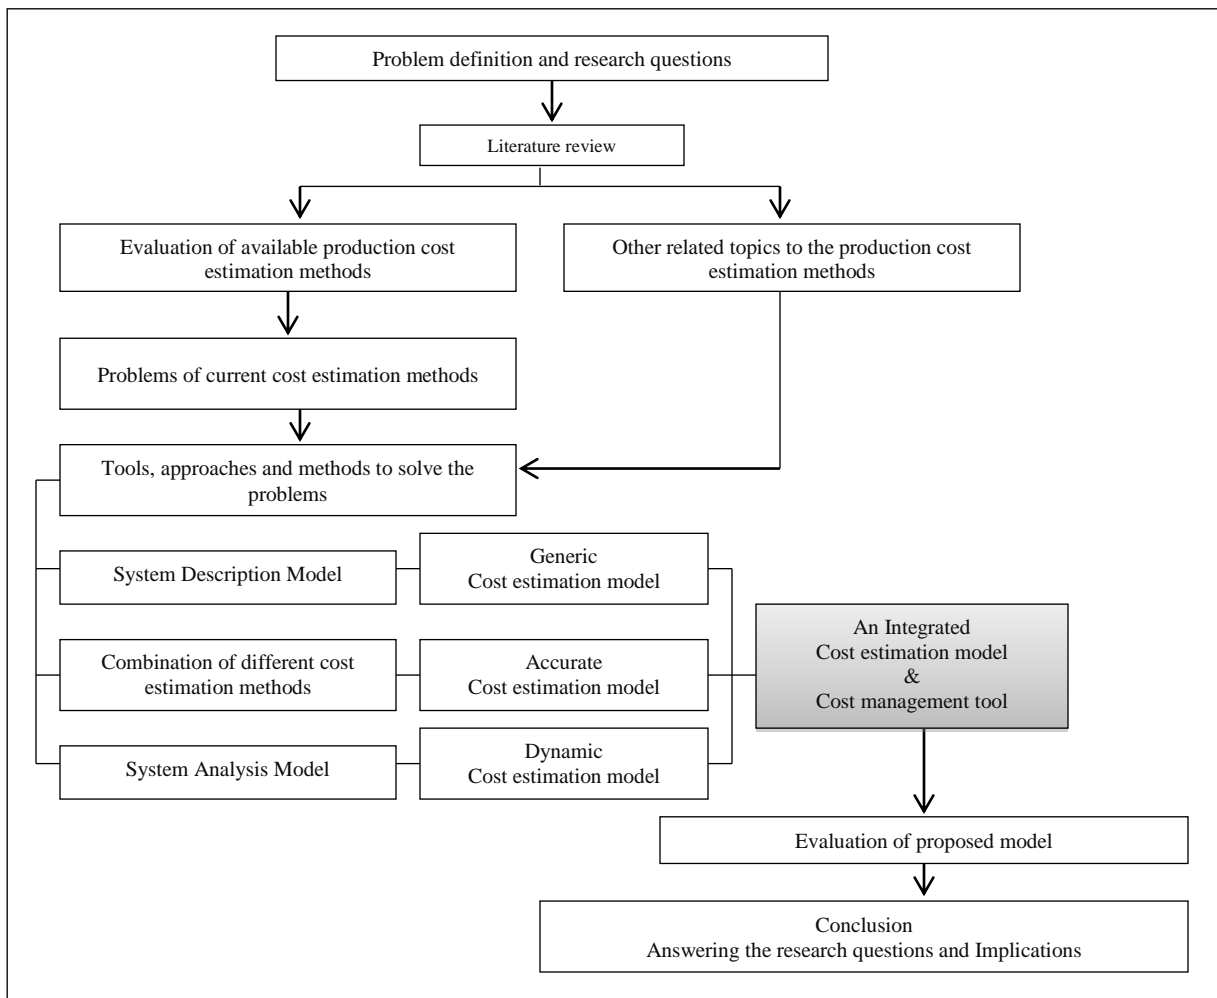 Problem definition and research questions
Literature review
Evaluation of available production cost
estimation methods
Other related topics to the production cost
estimation methods
Problems of current cost estimation methods
Tools, approaches and methods to solve the
problems
System Description Model
Generic
Cost estimation model
Combination of different cost
estimation methods
Accurate
Cost estimation model
System Analysis Model
Dynamic
Cost estimation model
An Integrated
Cost estimation model
&
Cost management tool
Evaluation of proposed model
Conclusion
Answering the research questions and Implications